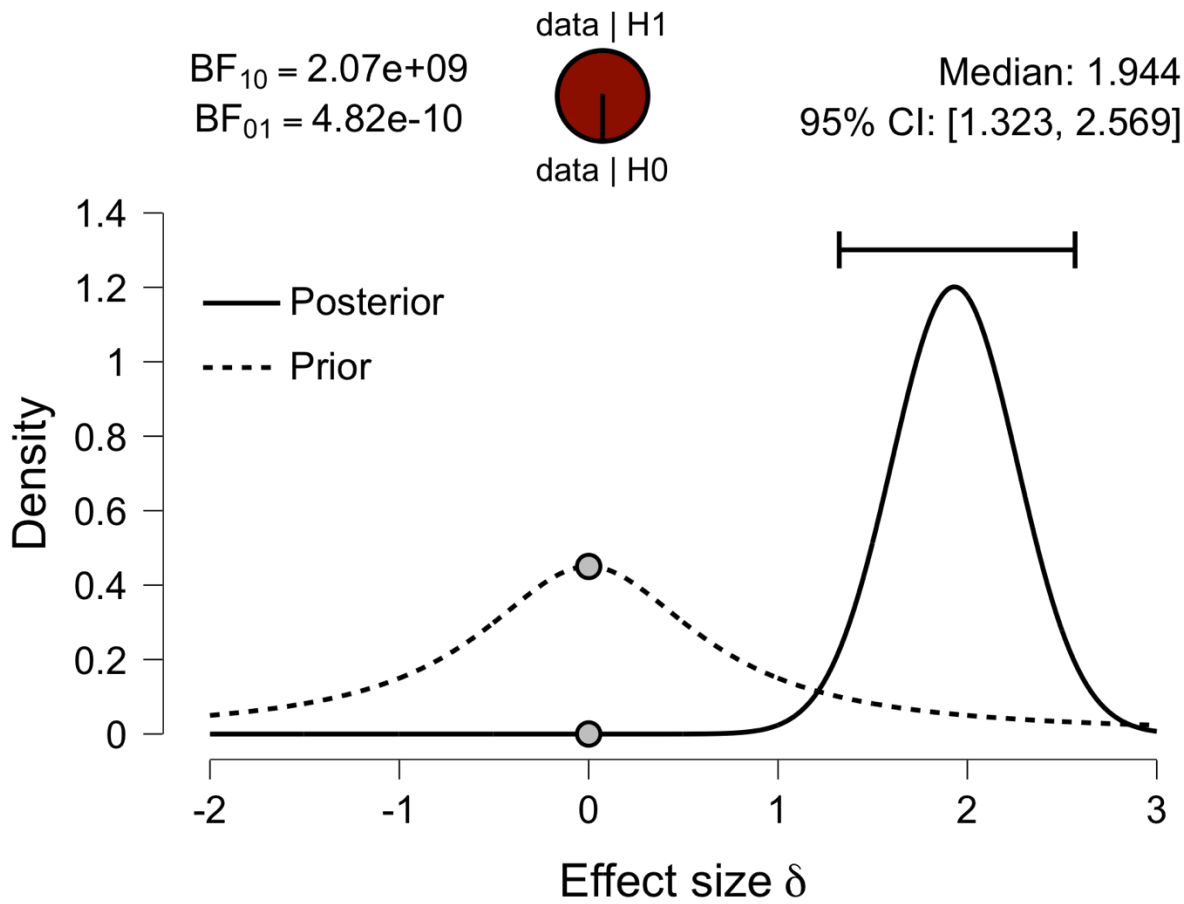 data | H1
BF₁₀ = 2.07e+09
BF₀₁ = 4.82e-10
Median: 1.944
95% CI: [1.323, 2.569]
data | H0
1.4
1.2
1
0.8
0.6
0.4
0.2
0
Density
Posterior
Prior
-2
-1
0
1
2
3
Effect size δ